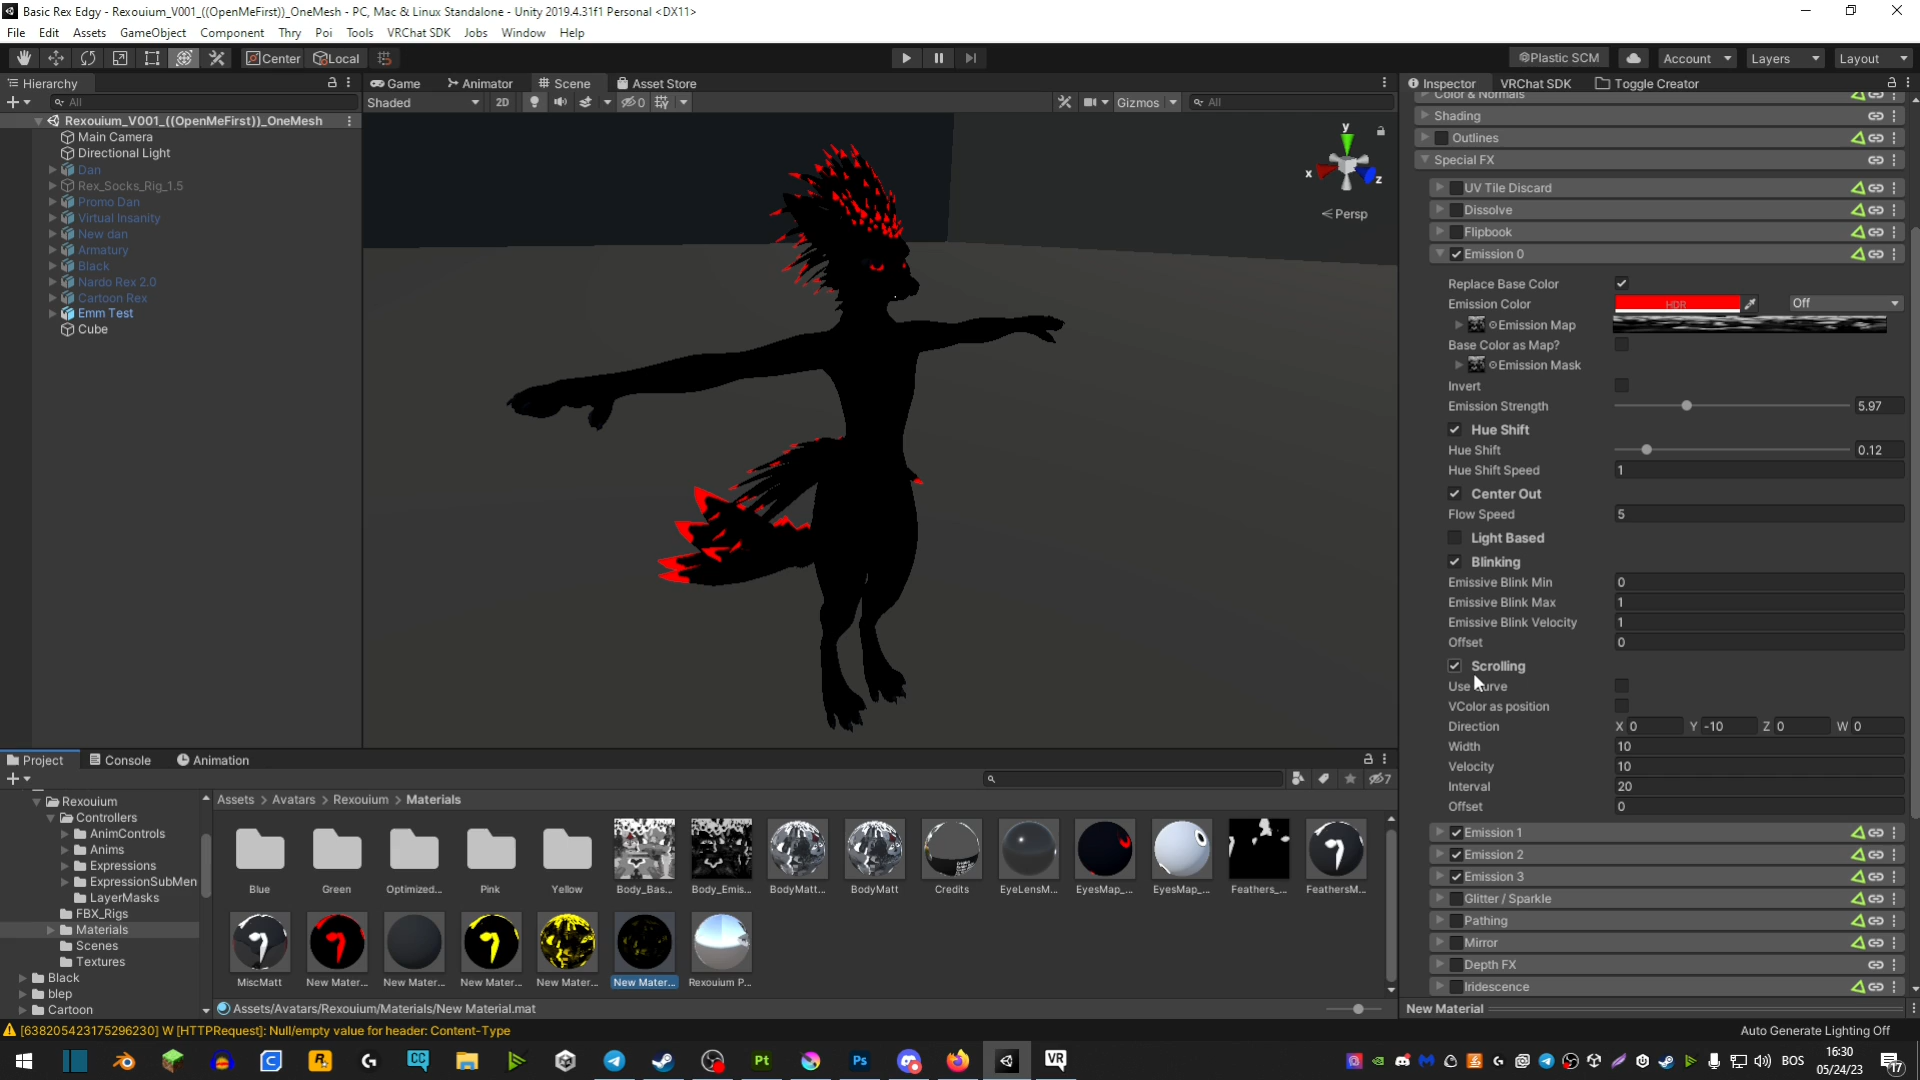 Basic Rex Edgy - Rexouium_V001_((OpenMeFirst))_OneMesh - PC, Mac & Linux Standalone - Unity 2019.4.31f1 Personal <DX11>
File Edit Assets GameObject Component Thry Poi Tools VRChat SDK Jobs Window Help
Center Local Plastic SCM Account Layers Layout
Hierarchy Game Animator Scene Asset Store Inspector VRChat SDK Toggle Creator
All Shaded 2D 0 Gizmos All
Rexouium_V001_((OpenMeFirst))_OneMesh
Main Camera
Directional Light
Dan
Rex_Socks_Rig_1.5
Promo Dan
Virtual Insanity
New dan
Armatury
Black
Nardo Rex 2.0
Cartoon Rex
Emm Test
Cube
y
x
z
Persp
Color & Normals
Shading
Outlines
Special FX
UV Tile Discard
Dissolve
Flipbook
Emission 0
Replace Base Color
Emission Color HDR Off
Emission Map
Base Color as Map?
Emission Mask
Invert
Emission Strength 5.97
Hue Shift
Hue Shift 0.12
Hue Shift Speed 1
Center Out
Flow Speed 5
Light Based
Blinking
Emissive Blink Min 0
Emissive Blink Max 1
Emissive Blink Velocity 1
Offset 0
Scrolling
Use Curve
VColor as position
Direction X 0 Y -10 Z 0 W 0
Width 10
Velocity 10
Interval 20
Offset 0
Emission 1
Emission 2
Emission 3
Glitter / Sparkle
Pathing
Mirror
Depth FX
Iridescence
New Material
Project Console Animation
7
Rexouium
Controllers
AnimControls
Anims
Expressions
ExpressionSubMen
LayerMasks
FBX_Rigs
Materials
Scenes
Textures
Black
blep
Cartoon
Assets > Avatars > Rexouium > Materials
Blue Green Optimized... Pink Yellow Body_Bas... Body_Emis... BodyMatt... BodyMatt Credits EyeLensM... EyesMap_... EyesMap_... Feathers_... FeathersM...
MiscMatt New Mater... New Mater... New Mater... New Mater... New Mater... Rexouium P...
Assets/Avatars/Rexouium/Materials/New Material.mat
[638205423175296230] W [HTTPRequest]: Null/empty value for header: Content-Type
Auto Generate Lighting Off
CC Pt Ps VR
BOS
16:30
05/24/23
17